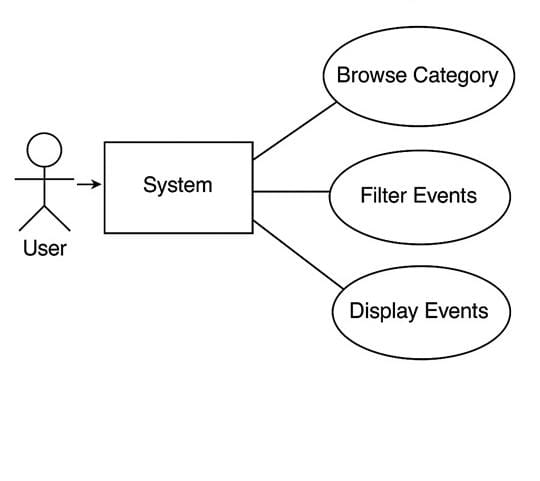 Browse Category
System
Filter Events
User
Display Events